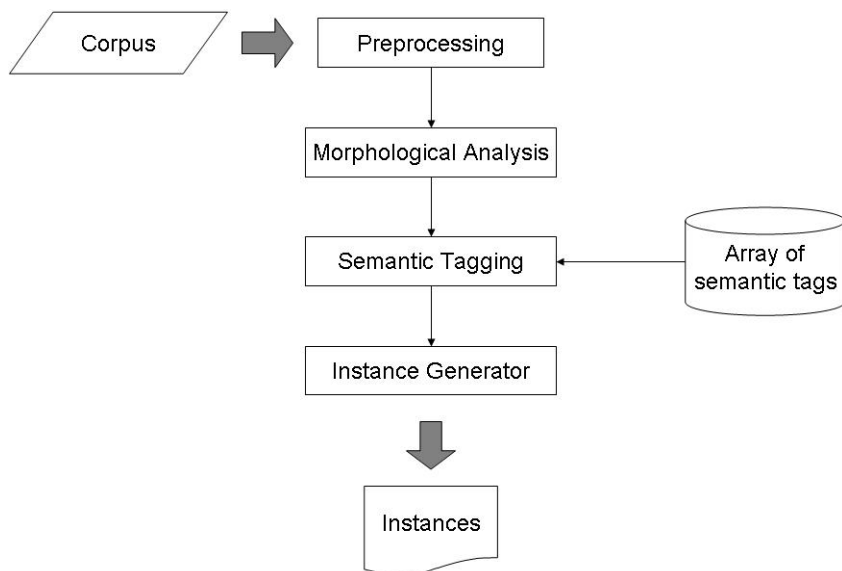 Corpus
Preprocessing
Morphological Analysis
Semantic Tagging
Array of
semantic tags
Instance Generator
Instances